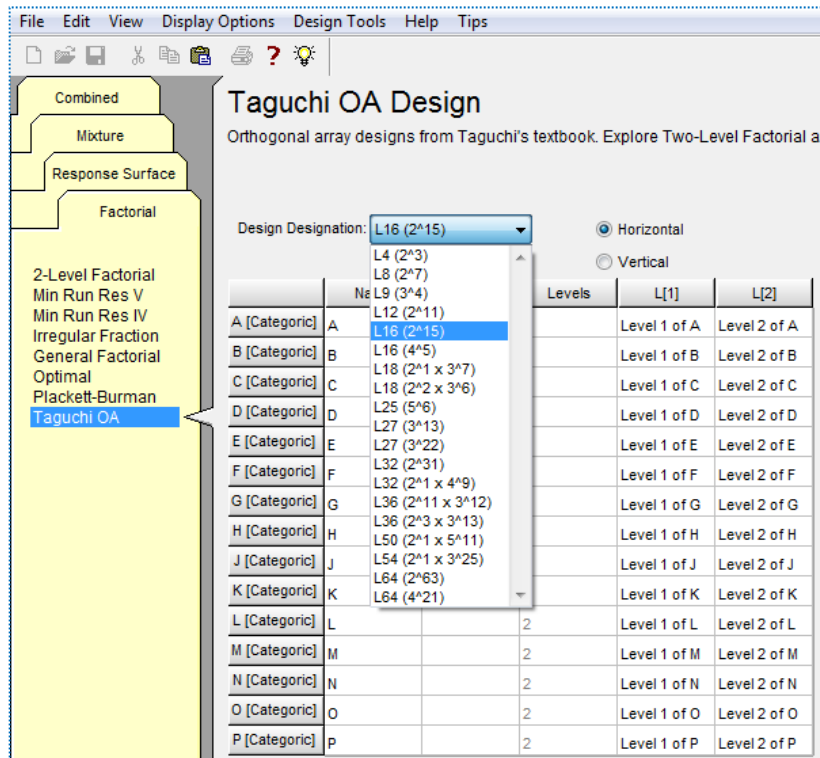 File Edit View Display Options Design Tools Help Tips
Combined
Mixture
Response Surface
Factorial
2-Level Factorial
Min Run Res V
Min Run Res IV
Irregular Fraction
General Factorial
Optimal
Plackett-Burman
Taguchi OA
Taguchi OA Design
Orthogonal array designs from Taguchi's textbook. Explore Two-Level Factorial a
Design Designation: L16 (2^15)
Horizontal
Vertical
L4 (2^3)
L8 (2^7)
L9 (3^4)
L12 (2^11)
L16 (2^15)
L16 (4^5)
L18 (2^1 x 3^7)
L18 (2^2 x 3^6)
L25 (5^6)
L27 (3^13)
L27 (3^22)
L32 (2^31)
L32 (2^1 x 4^9)
L36 (2^11 x 3^12)
L36 (2^3 x 3^13)
L50 (2^1 x 5^11)
L54 (2^1 x 3^25)
L64 (2^63)
L64 (4^21)
Na Levels L[1] L[2]
A [Categoric] A Level 1 of A Level 2 of A
B [Categoric] B Level 1 of B Level 2 of B
C [Categoric] C Level 1 of C Level 2 of C
D [Categoric] D Level 1 of D Level 2 of D
E [Categoric] E Level 1 of E Level 2 of E
F [Categoric] F Level 1 of F Level 2 of F
G [Categoric] G Level 1 of G Level 2 of G
H [Categoric] H Level 1 of H Level 2 of H
J [Categoric] J Level 1 of J Level 2 of J
K [Categoric] K Level 1 of K Level 2 of K
L [Categoric] L 2 Level 1 of L Level 2 of L
M [Categoric] M 2 Level 1 of M Level 2 of M
N [Categoric] N 2 Level 1 of N Level 2 of N
O [Categoric] O 2 Level 1 of O Level 2 of O
P [Categoric] P 2 Level 1 of P Level 2 of P